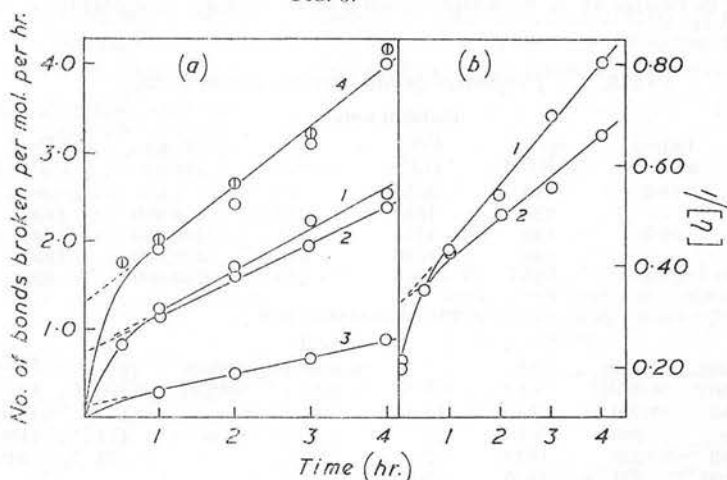 (a)
(b)
No. of bonds broken per mol. per hr.
4.0
3.0
2.0
1.0
4
1
2
3
1
2
0.80
0.60
0.40
0.20
1/[η]
1 2 3 4
1 2 3 4
Time (hr.)